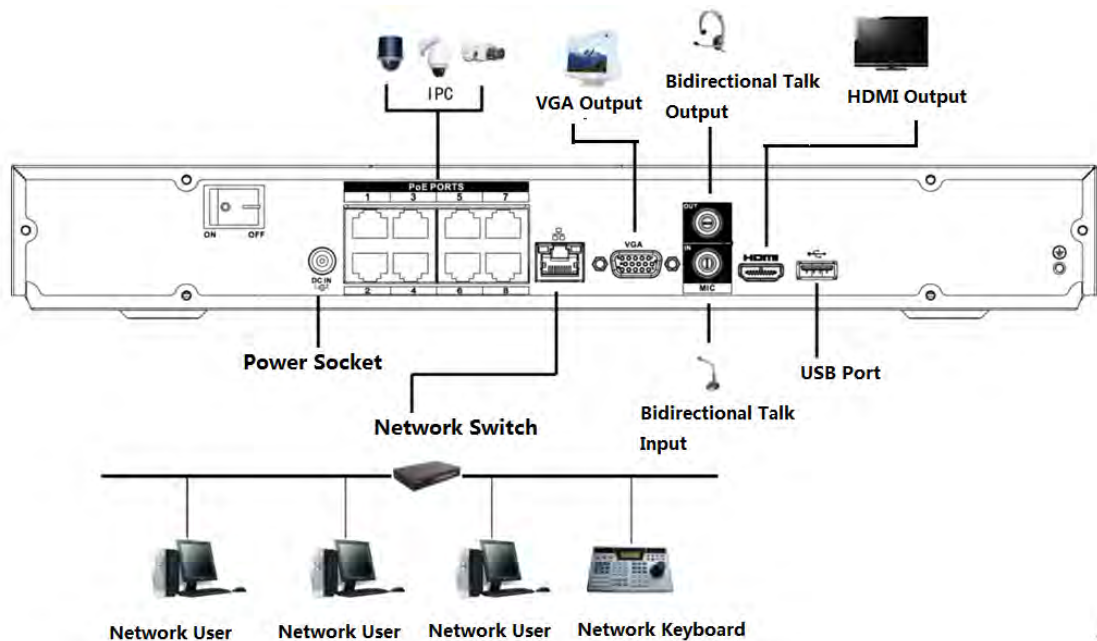 IPC
VGA Output
Bidirectional Talk
Output
HDMI Output
PoE PORTS
1 3 5 7
ON OFF
DC IN
VGA
OUT
IN
MIC
HDMI
2 4 6 8
Power Socket
Network Switch
Bidirectional Talk
Input
USB Port
Network User
Network User
Network User
Network Keyboard